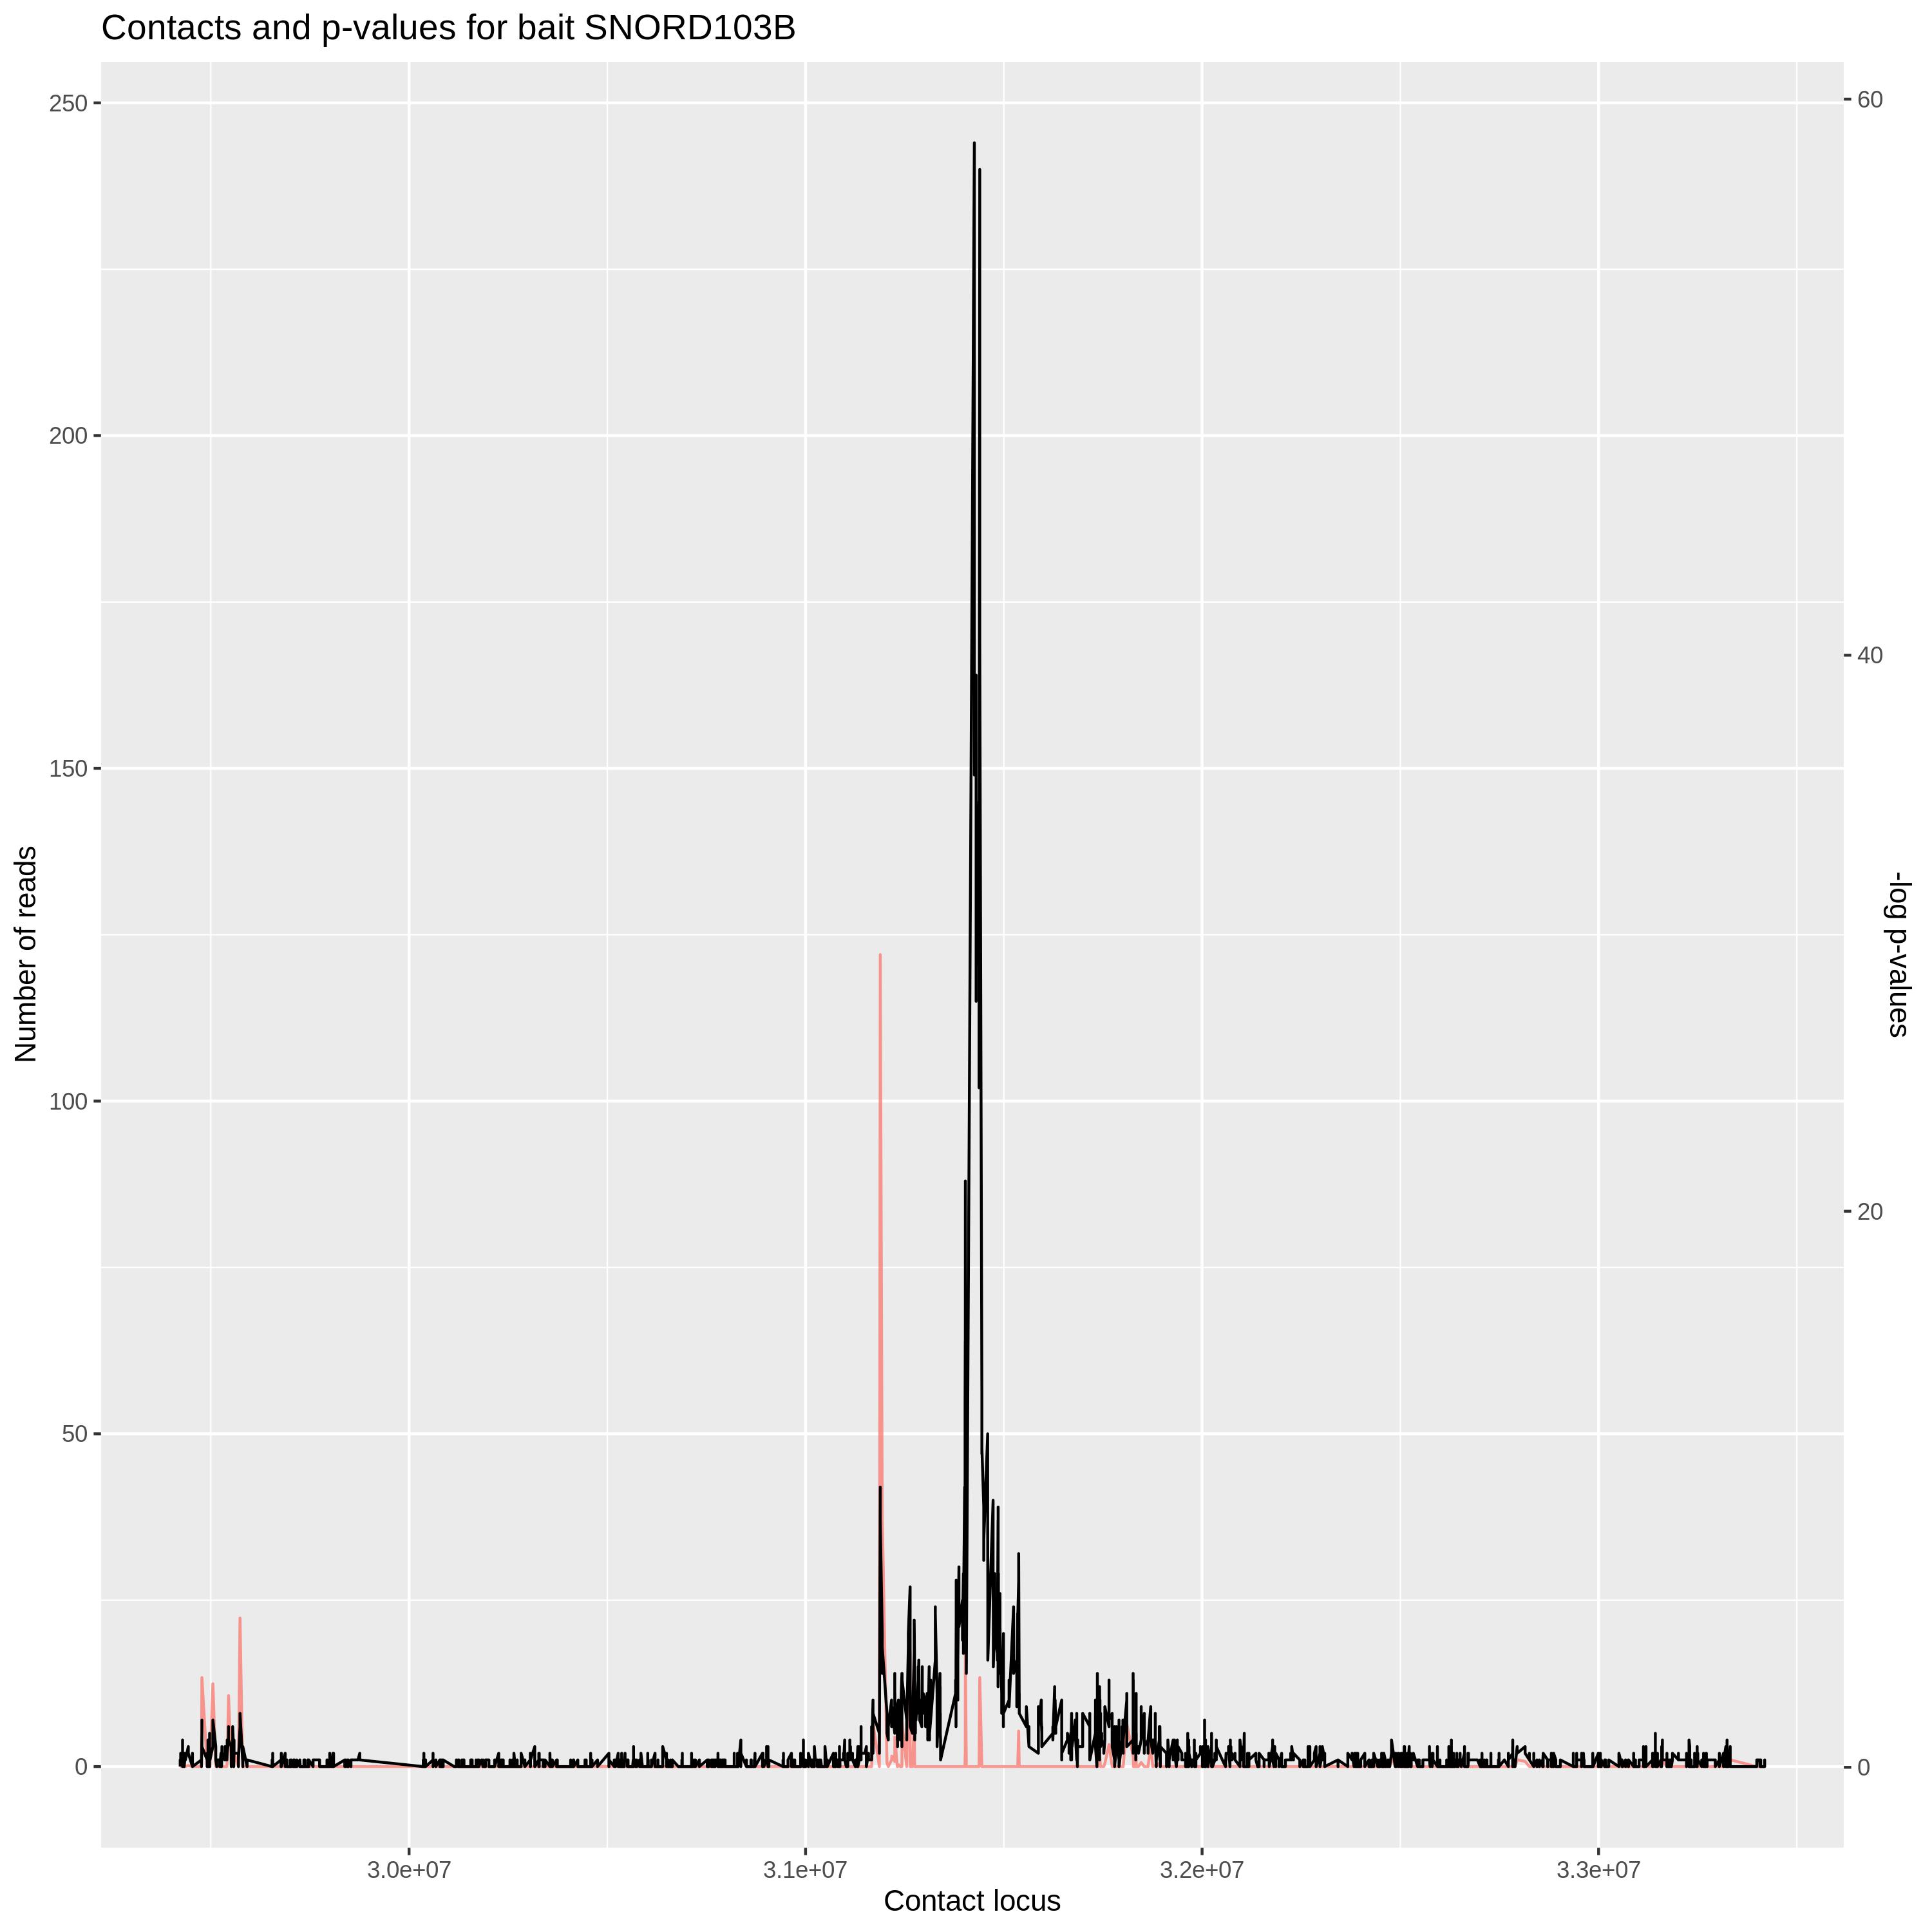 Contacts and p-values for bait SNORD103B
250
200
150
100
50
0
Number of reads
60
40
20
0
-log p-values
3.0e+07
3.1e+07
3.2e+07
3.3e+07
Contact locus